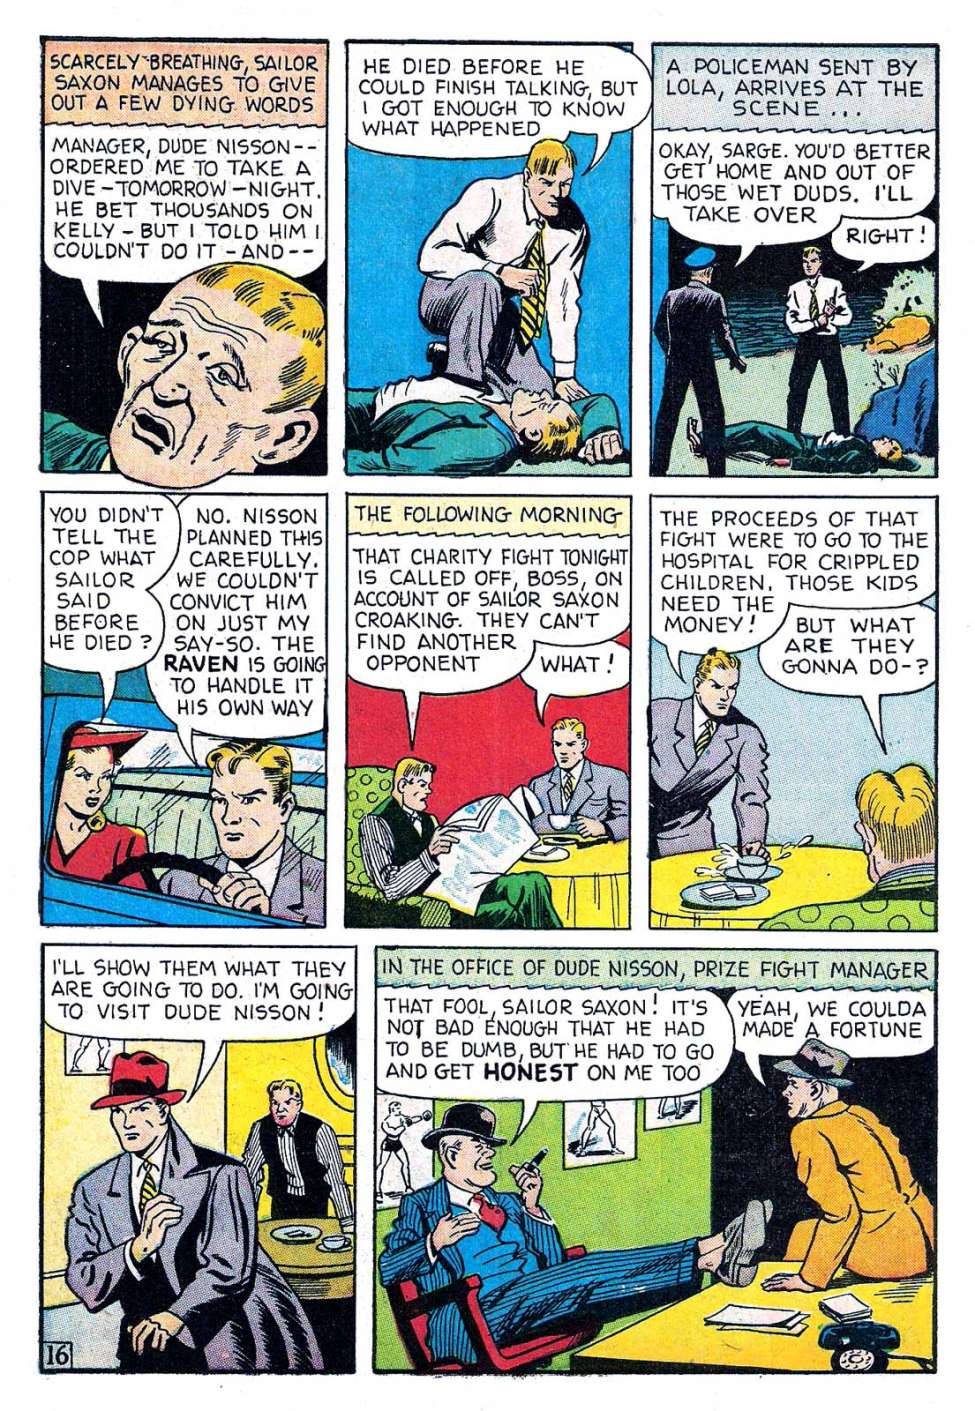 SCARCELY-BREATHING, SAILOR
SAXON MANAGES TO GIVE
OUT A FEW DYING WORDS
MANAGER, DUDE NISSON--
ORDERED ME TO TAKE A
DIVE-TOMORROW-NIGHT.
HE BET THOUSANDS ON
KELLY-BUT I TOLD HIM I
COULDN'T DO IT-AND--
HE DIED BEFORE HE
COULD FINISH TALKING, BUT
I GOT ENOUGH TO KNOW
WHAT HAPPENED
A POLICEMAN SENT BY
LOLA, ARRIVES AT THE
SCENE...
OKAY, SARGE. YOU'D BETTER
GET HOME AND OUT OF
THOSE WET DUDS. I'LL
TAKE OVER
RIGHT!
YOU DIDN'T
TELL THE
COP WHAT
SAILOR
SAID
BEFORE
HE DIED?
NO. NISSON
PLANNED THIS
CAREFULLY.
WE COULDN'T
CONVICT HIM
ON JUST MY
SAY-SO. THE
RAVEN IS GOING
TO HANDLE IT
HIS OWN WAY
THE FOLLOWING MORNING
THAT CHARITY FIGHT TONIGHT
IS CALLED OFF, BOSS, ON
ACCOUNT OF SAILOR SAXON
CROAKING. THEY CAN'T
FIND ANOTHER
OPPONENT
WHAT!
THE PROCEEDS OF THAT
FIGHT WERE TO GO TO THE
HOSPITAL FOR CRIPPLED
CHILDREN. THOSE KIDS
NEED THE
MONEY!
BUT WHAT
ARE THEY
GONNA DO-?
I'LL SHOW THEM WHAT THEY
ARE GOING TO DO. I'M GOING
TO VISIT DUDE NISSON!
IN THE OFFICE OF DUDE NISSON, PRIZE FIGHT MANAGER
THAT FOOL, SAILOR SAXON! IT'S
NOT BAD ENOUGH THAT HE HAD
TO BE DUMB, BUT HE HAD TO GO
AND GET HONEST ON ME TOO
YEAH, WE COULDA
MADE A FORTUNE
16